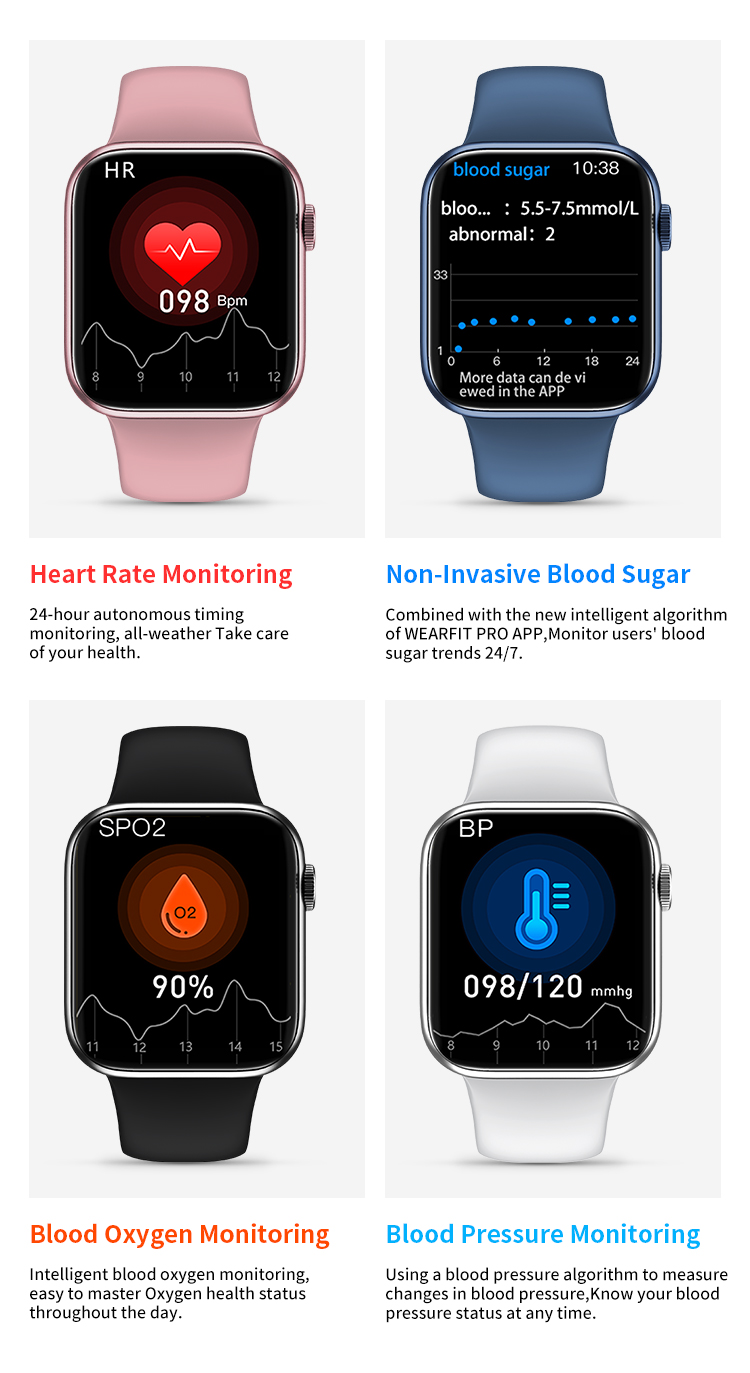 HR
098 Bpm
8 9 10 11 12
blood sugar 10:38
bloo... : 5.5-7.5mmol/L
abnormal: 2
33
1
0 6 12 18 24
More data can de vi
ewed in the APP
Heart Rate Monitoring
24-hour autonomous timing
monitoring, all-weather Take care
of your health.
Non-Invasive Blood Sugar
Combined with the new intelligent algorithm
of WEARFIT PRO APP,Monitor users' blood
sugar trends 24/7.
SPO2
O2
90%
11 12 13 14 15
BP
098/120 mmhg
8 9 10 11 12
Blood Oxygen Monitoring
Intelligent blood oxygen monitoring,
easy to master Oxygen health status
throughout the day.
Blood Pressure Monitoring
Using a blood pressure algorithm to measure
changes in blood pressure,Know your blood
pressure status at any time.